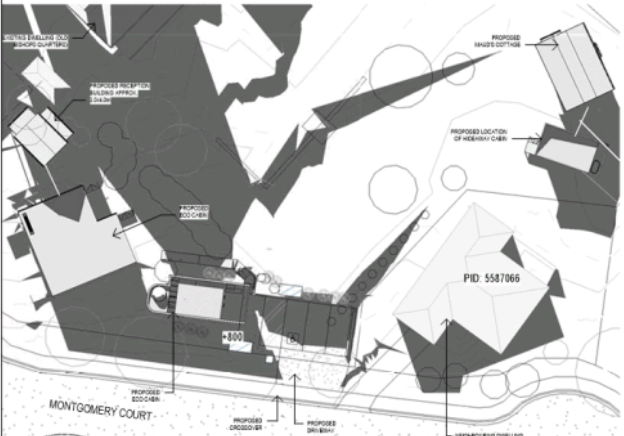 EXISTING DWELLING (OLD
BISHOPS QUARTERS)
PROPOSED RECEPTION
BUILDING APPROX.
PROPOSED
MAUD'S COTTAGE
PROPOSED LOCATION
OF HIDEAWAY CABIN
PROPOSED
ECO CABIN
PID: 5587066
+800
PROPOSED
ECO CABIN
MONTGOMERY COURT
PROPOSED
CROSSOVER
PROPOSED
DRIVEWAY